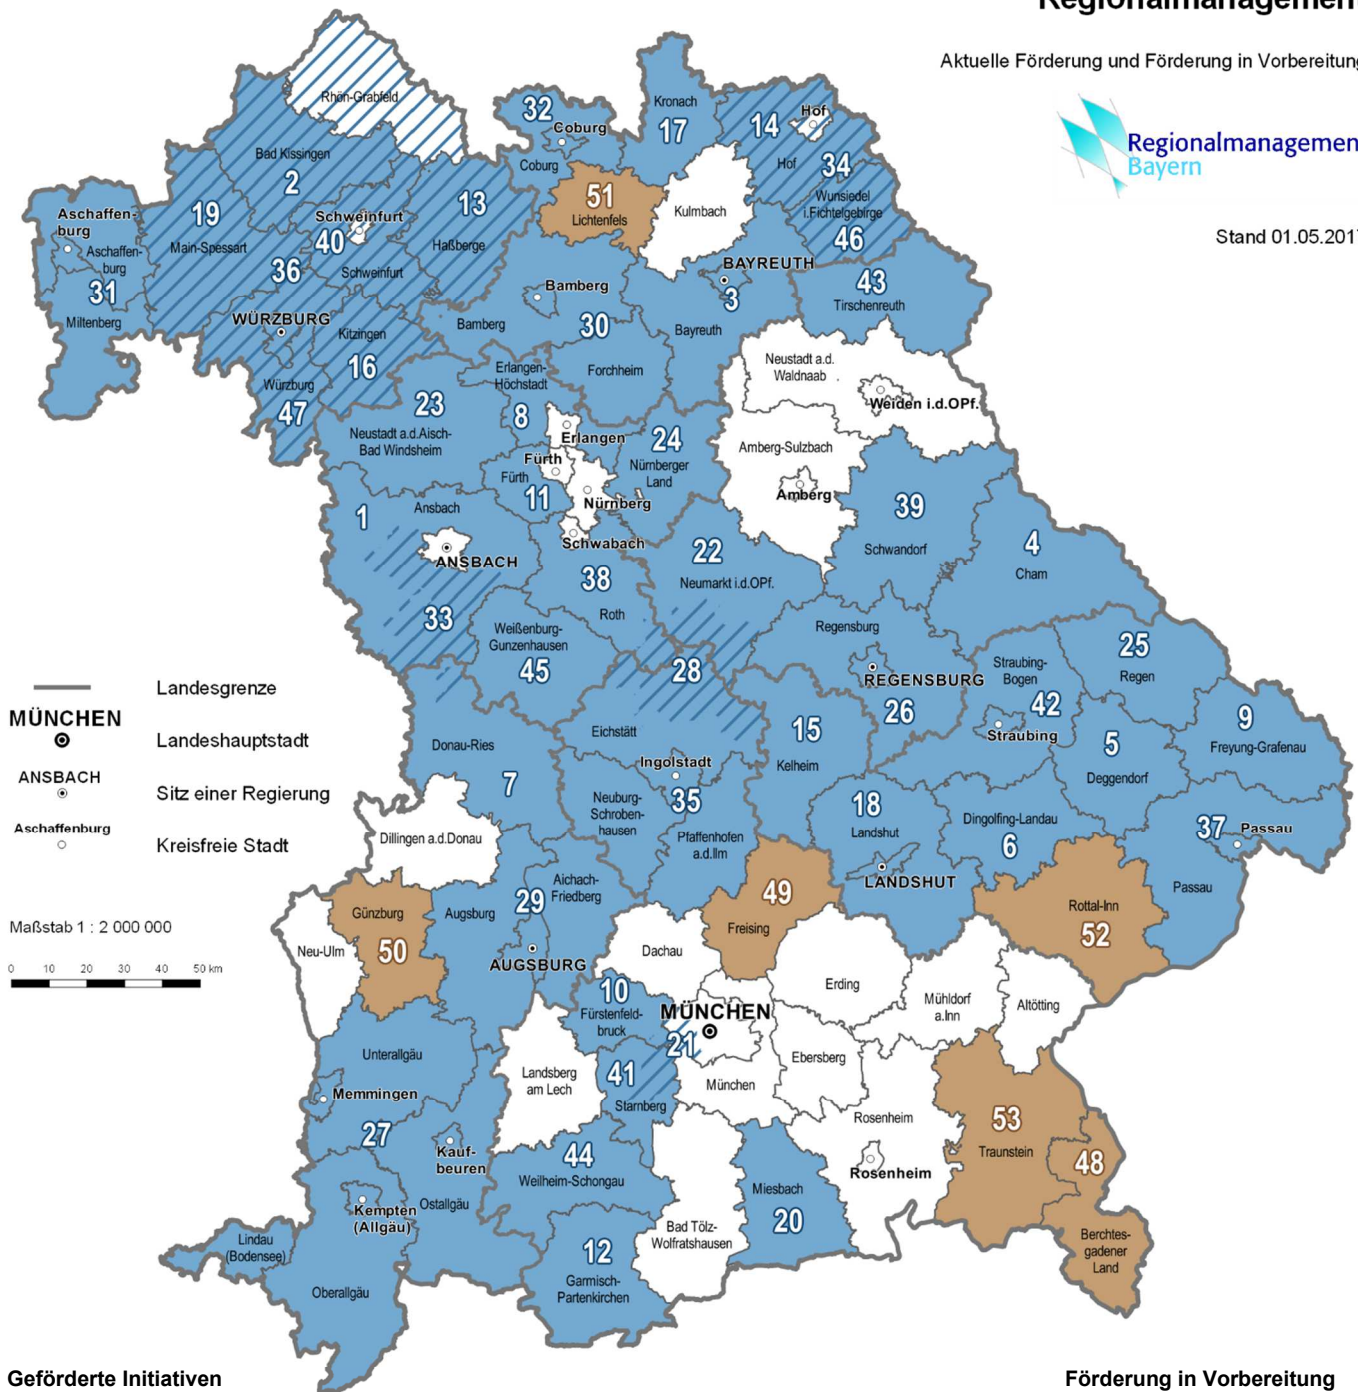 Regionalmanagemen
Aktuelle Förderung und Förderung in Vorbereitung
Regionalmanagemen
Bayern
Stand 01.05.2017
Rhön-Grabfeld
Bad Kissingen
2
32
Coburg
Coburg
Kronach
17
14
Hof
Hof
34
Wunsiedel
i.Fichtelgebirge
46
51
Lichtenfels
Kulmbach
13
Haßberge
Schweinfurt
40
Schweinfurt
19
Main-Spessart
36
Aschaffen-
burg
Aschaffen-
burg
31
Miltenberg
WÜRZBURG
Würzburg
47
Kitzingen
16
Bamberg
Bamberg
30
Forchheim
BAYREUTH
3
Bayreuth
43
Tirschenreuth
Neustadt a.d.
Waldnaab
Weiden i.d.OPf.
Amberg-Sulzbach
Amberg
23
Neustadt a.d.Aisch-
Bad Windsheim
Erlangen-
Höchstadt
8
Erlangen
Fürth
Fürth
11
Nürnberg
24
Nürnberger
Land
Schwabach
1
Ansbach
ANSBACH
33
38
Roth
22
Neumarkt i.d.OPf.
39
Schwandorf
4
Cham
Weißenburg-
Gunzenhausen
45
28
Eichstätt
Regensburg
REGENSBURG
26
Straubing-
Bogen
42
Straubing
25
Regen
9
Freyung-Grafenau
5
Deggendorf
15
Kelheim
Landesgrenze
MÜNCHEN
Landeshauptstadt
ANSBACH
Sitz einer Regierung
Aschaffenburg
Kreisfreie Stadt
Maßstab 1 : 2 000 000
0 10 20 30 40 50 km
Donau-Ries
7
Ingolstadt
35
Neuburg-
Schroben-
hausen
Pfaffenhofen
a.d.Ilm
18
Landshut
LANDSHUT
Dingolfing-Landau
6
37
Passau
Passau
Rottal-Inn
52
Dillingen a.d.Donau
Günzburg
50
Neu-Ulm
Augsburg
29
Aichach-
Friedberg
AUGSBURG
49
Freising
Dachau
Erding
Mühldorf
a.Inn
Altötting
10
Fürstenfeld-
bruck
MÜNCHEN
21
München
Ebersberg
41
Starnberg
Landsberg
am Lech
Unterallgäu
Memmingen
27
Kauf-
beuren
Ostallgäu
Kempten
(Allgäu)
Lindau
(Bodensee)
Oberallgäu
44
Weilheim-Schongau
12
Garmisch-
Partenkirchen
Bad Tölz-
Wolfratshausen
Miesbach
20
Rosenheim
Rosenheim
53
Traunstein
48
Berchtes-
gadener
Land
Geförderte Initiativen
Förderung in Vorbereitung